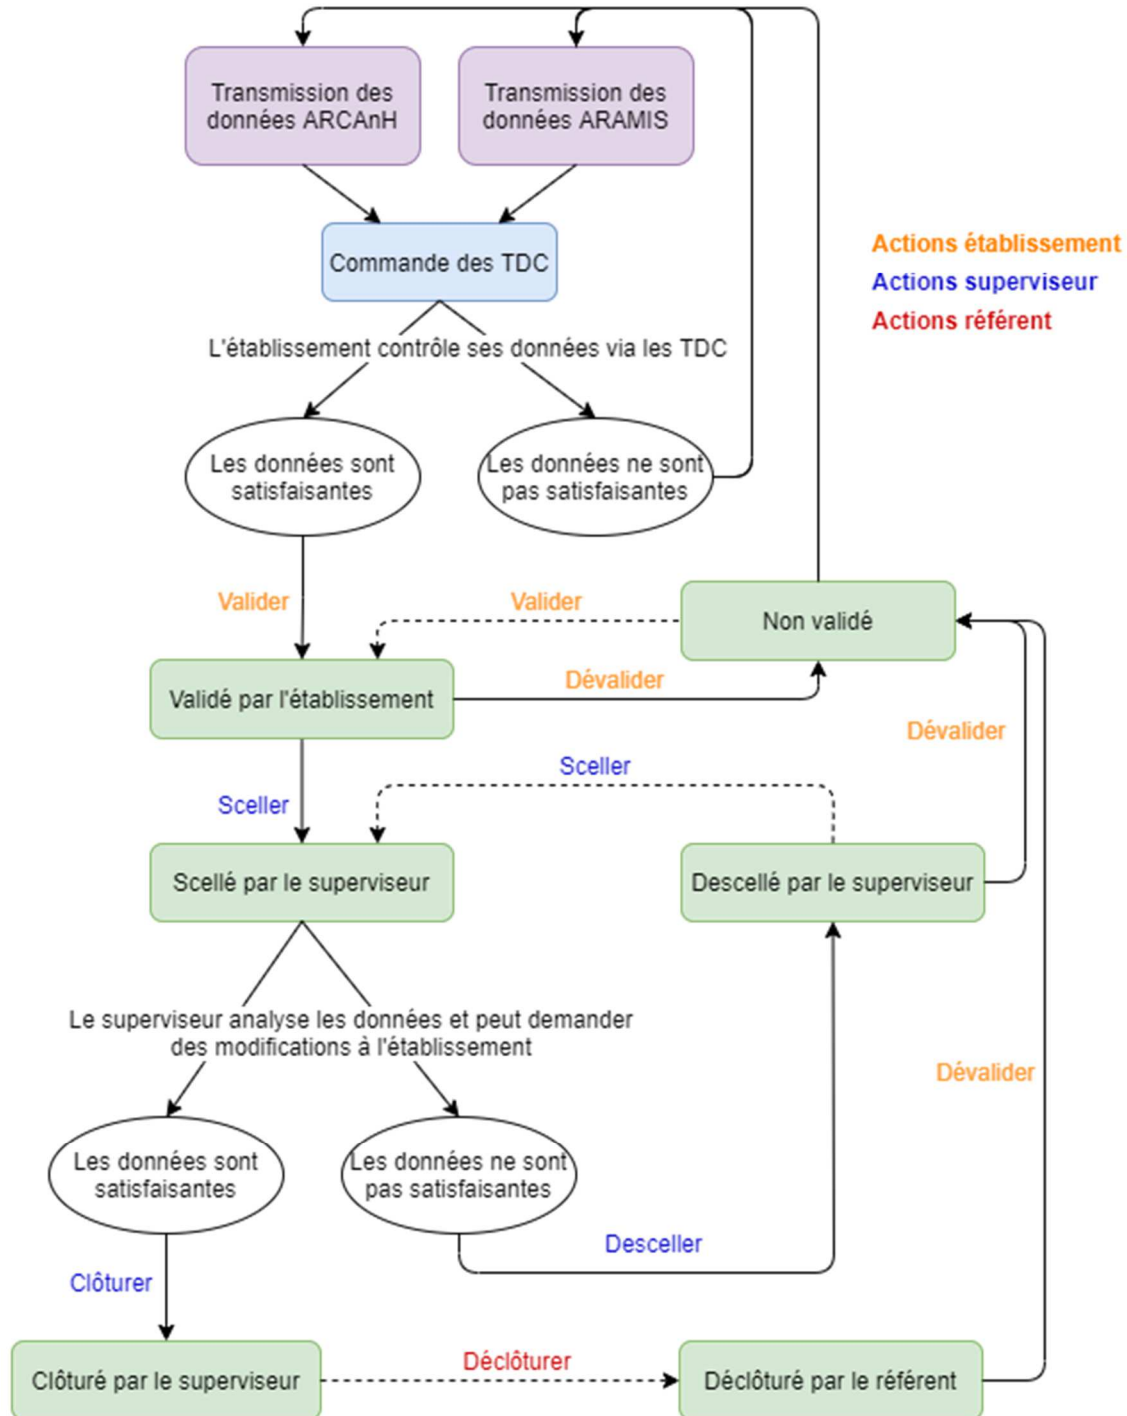 Transmission des
données ARCAnH
Transmission des
données ARAMIS
Commande des TDC
Actions établissement
Actions superviseur
Actions référent
L'établissement contrôle ses données via les TDC
Les données sont
satisfaisantes
Les données ne sont
pas satisfaisantes
Valider
Valider
Non validé
Validé par l'établissement
Dévalider
Dévalider
Sceller
Sceller
Scellé par le superviseur
Descellé par le superviseur
Le superviseur analyse les données et peut demander
des modifications à l'établissement
Dévalider
Les données sont
satisfaisantes
Les données ne sont
pas satisfaisantes
Desceller
Clôturer
Clôturé par le superviseur
Déclôturer
Déclôturé par le référent